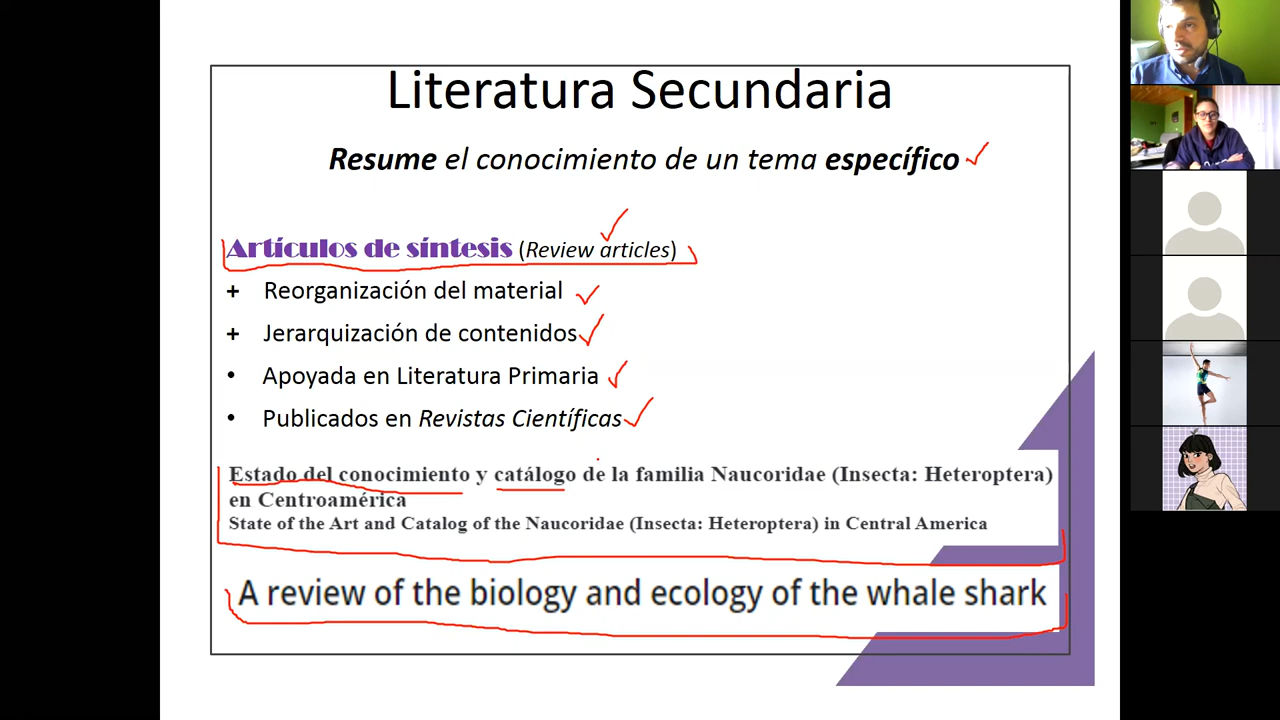 Literatura Secundaria
Resume el conocimiento de un tema específico
Artículos de síntesis (Review articles)
+ Reorganización del material
+ Jerarquización de contenidos
• Apoyada en Literatura Primaria
• Publicados en Revistas Científicas
Estado del conocimiento y catálogo de la familia Naucoridae (Insecta: Heteroptera)
en Centroamérica
State of the Art and Catalog of the Naucoridae (Insecta: Heteroptera) in Central America
A review of the biology and ecology of the whale shark